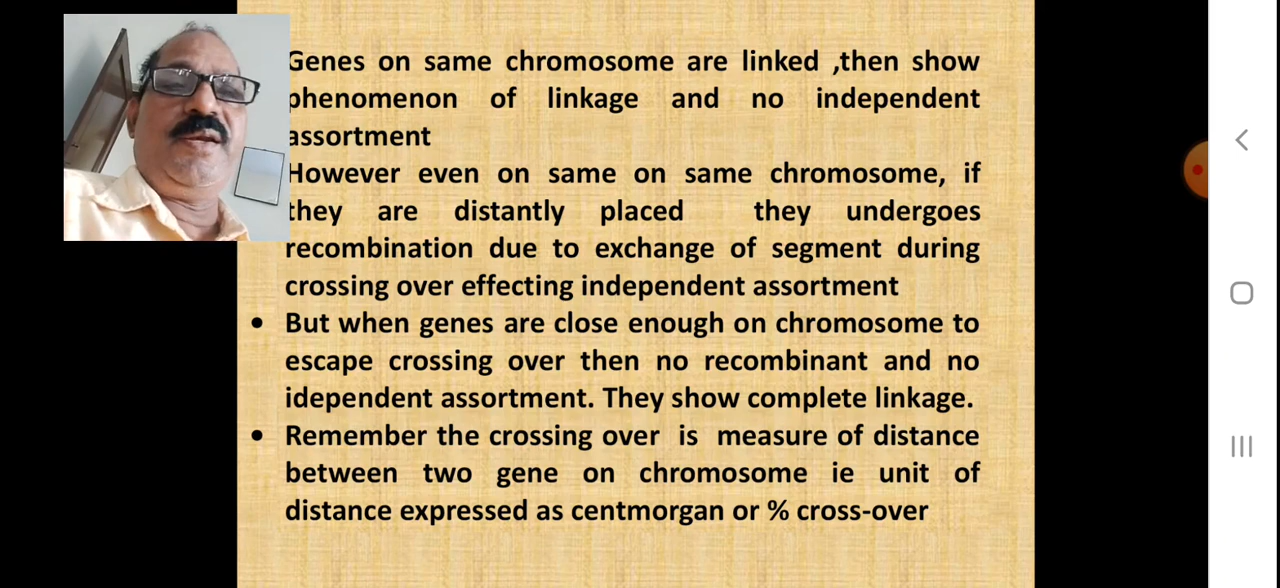 Genes on same chromosome are linked ,then show
phenomenon of linkage and no independent
assortment
However even on same on same chromosome, if
they are distantly placed they undergoes
recombination due to exchange of segment during
crossing over effecting independent assortment
• But when genes are close enough on chromosome to
escape crossing over then no recombinant and no
idependent assortment. They show complete linkage.
• Remember the crossing over is measure of distance
between two gene on chromosome ie unit of
distance expressed as centmorgan or % cross-over